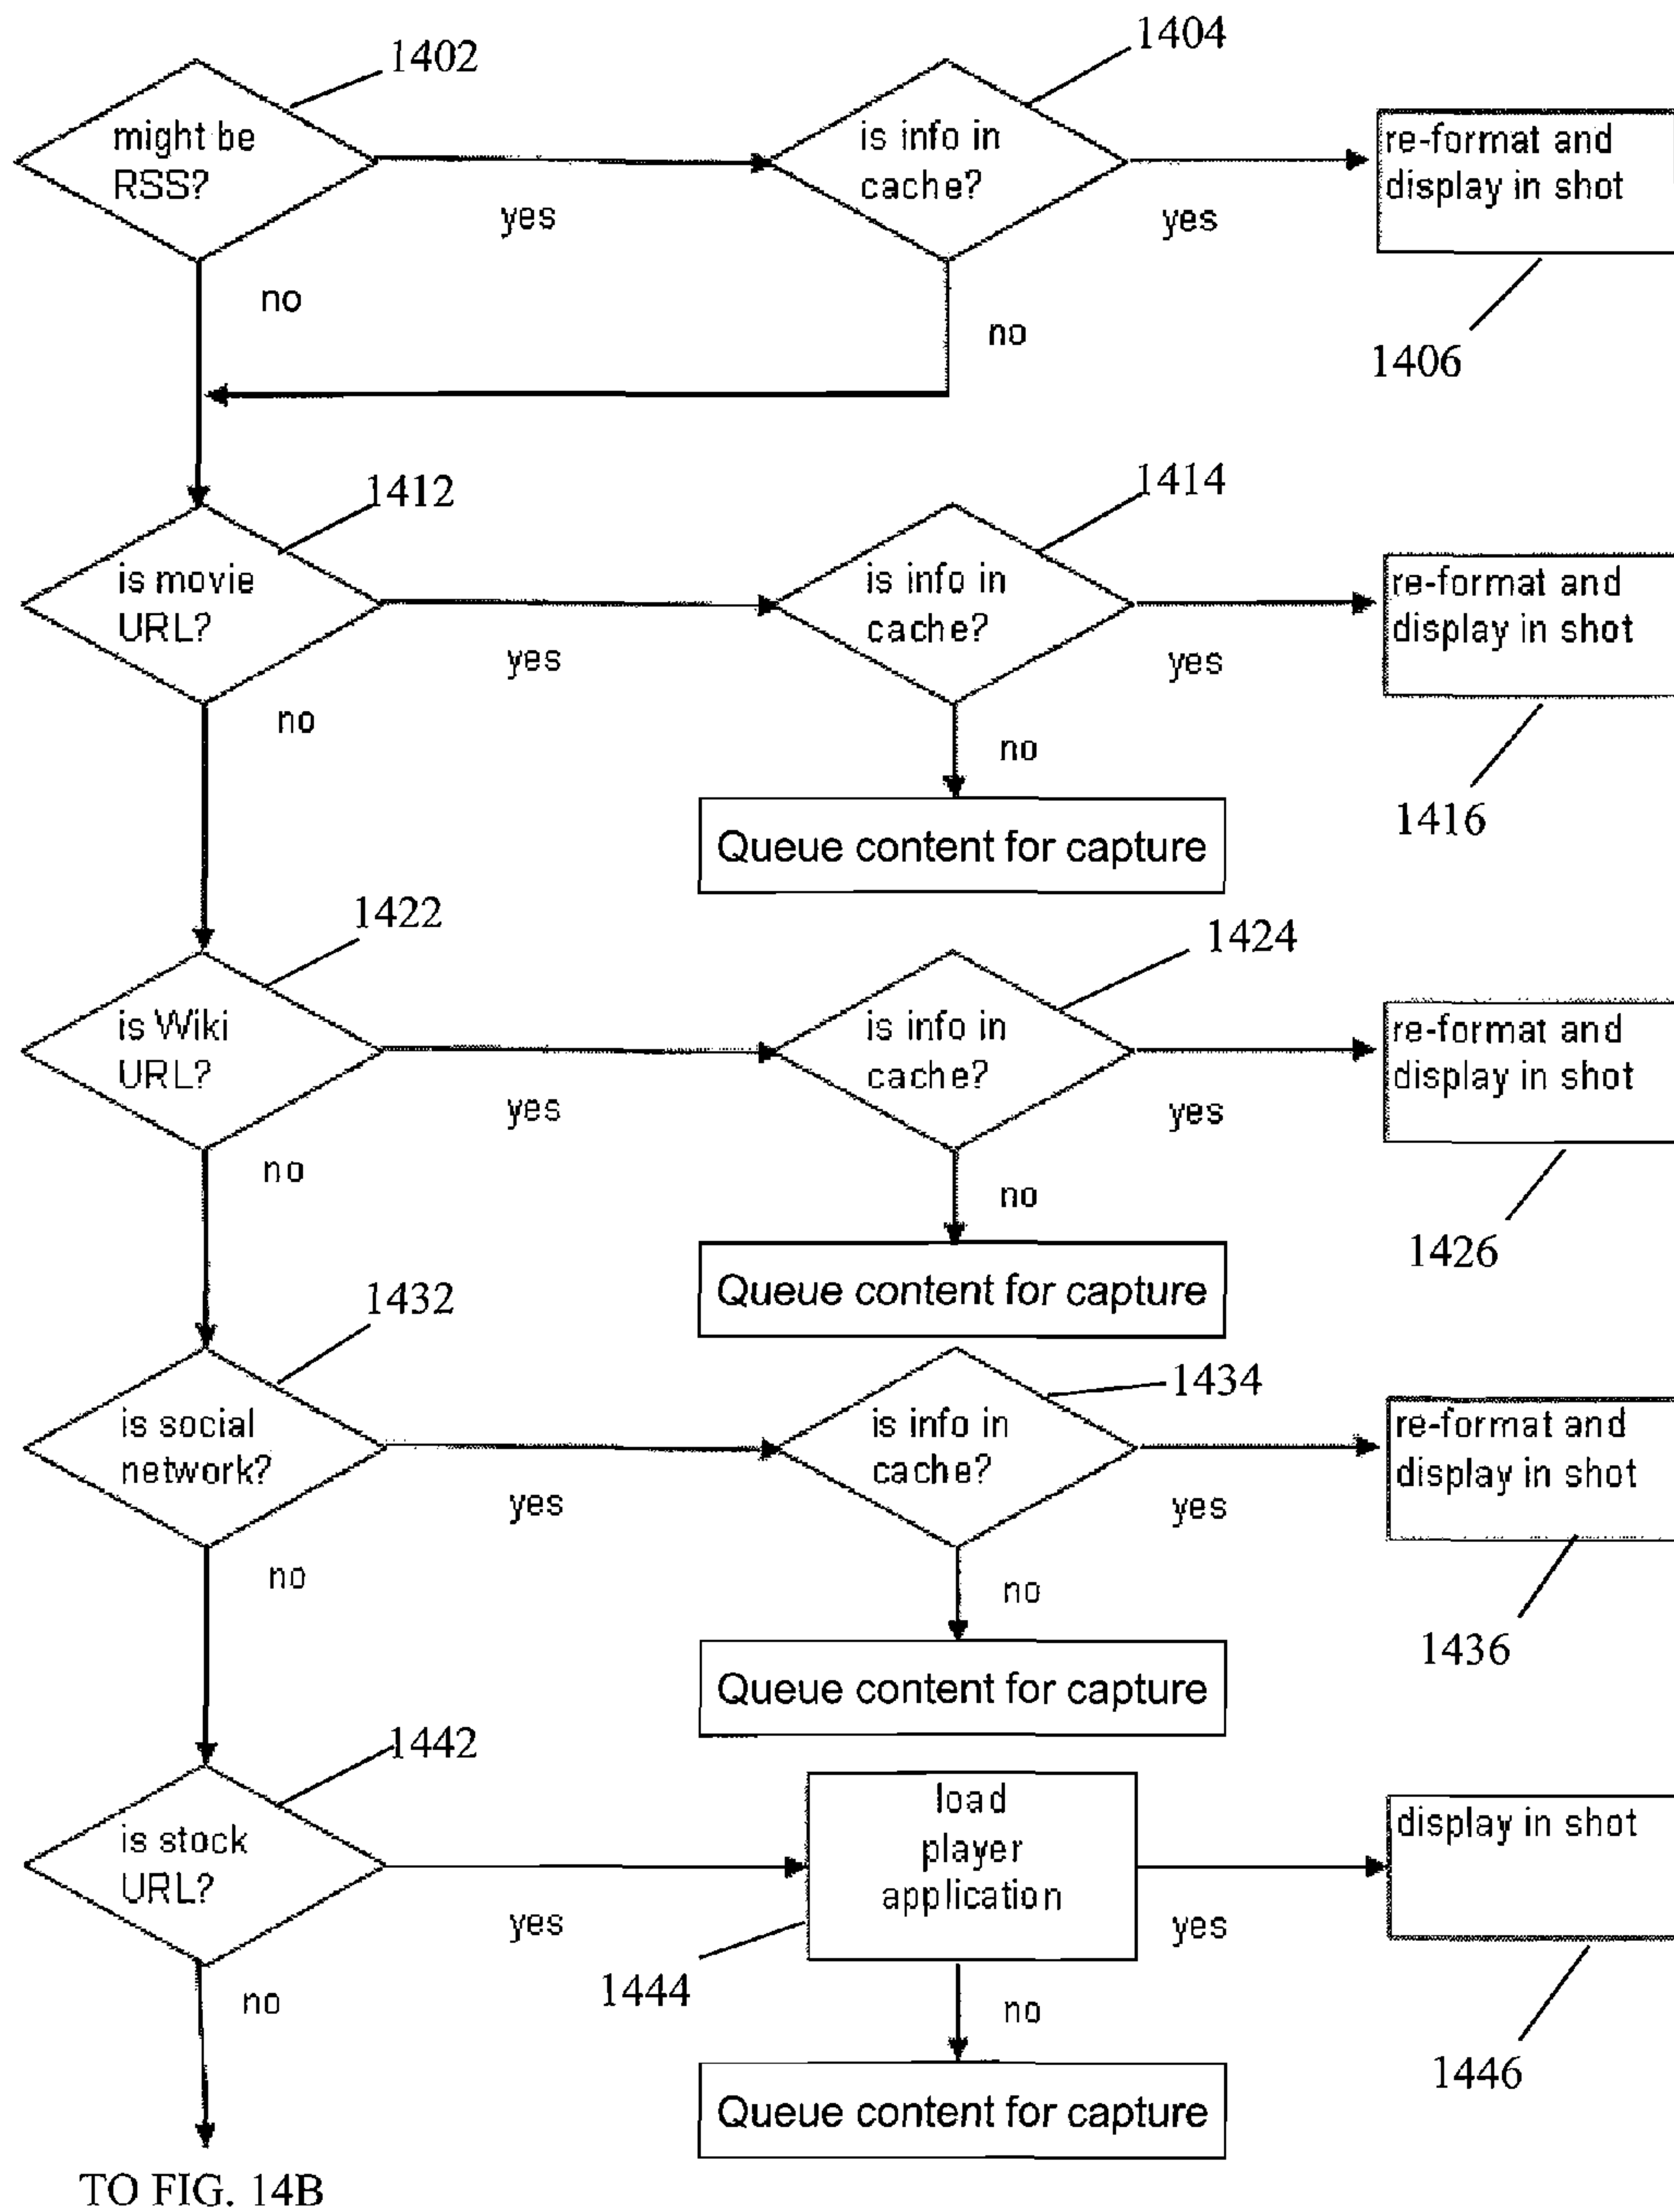 1402
1404
might be
RSS?
yes
is info in
cache?
yes
re-format and
display in shot
no
no
1406
1412
1414
is movie
URL?
yes
is info in
cache?
yes
re-format and
display in shot
no
no
1416
Queue content for capture
1422
1424
is Wiki
URL?
yes
is info in
cache?
yes
re-format and
display in shot
no
no
1426
Queue content for capture
1432
1434
is social
network?
yes
is info in
cache?
yes
re-format and
display in shot
no
no
1436
Queue content for capture
1442
is stock
URL?
yes
load
player
application
yes
display in shot
1444
no
no
1446
Queue content for capture
TO FIG. 14B